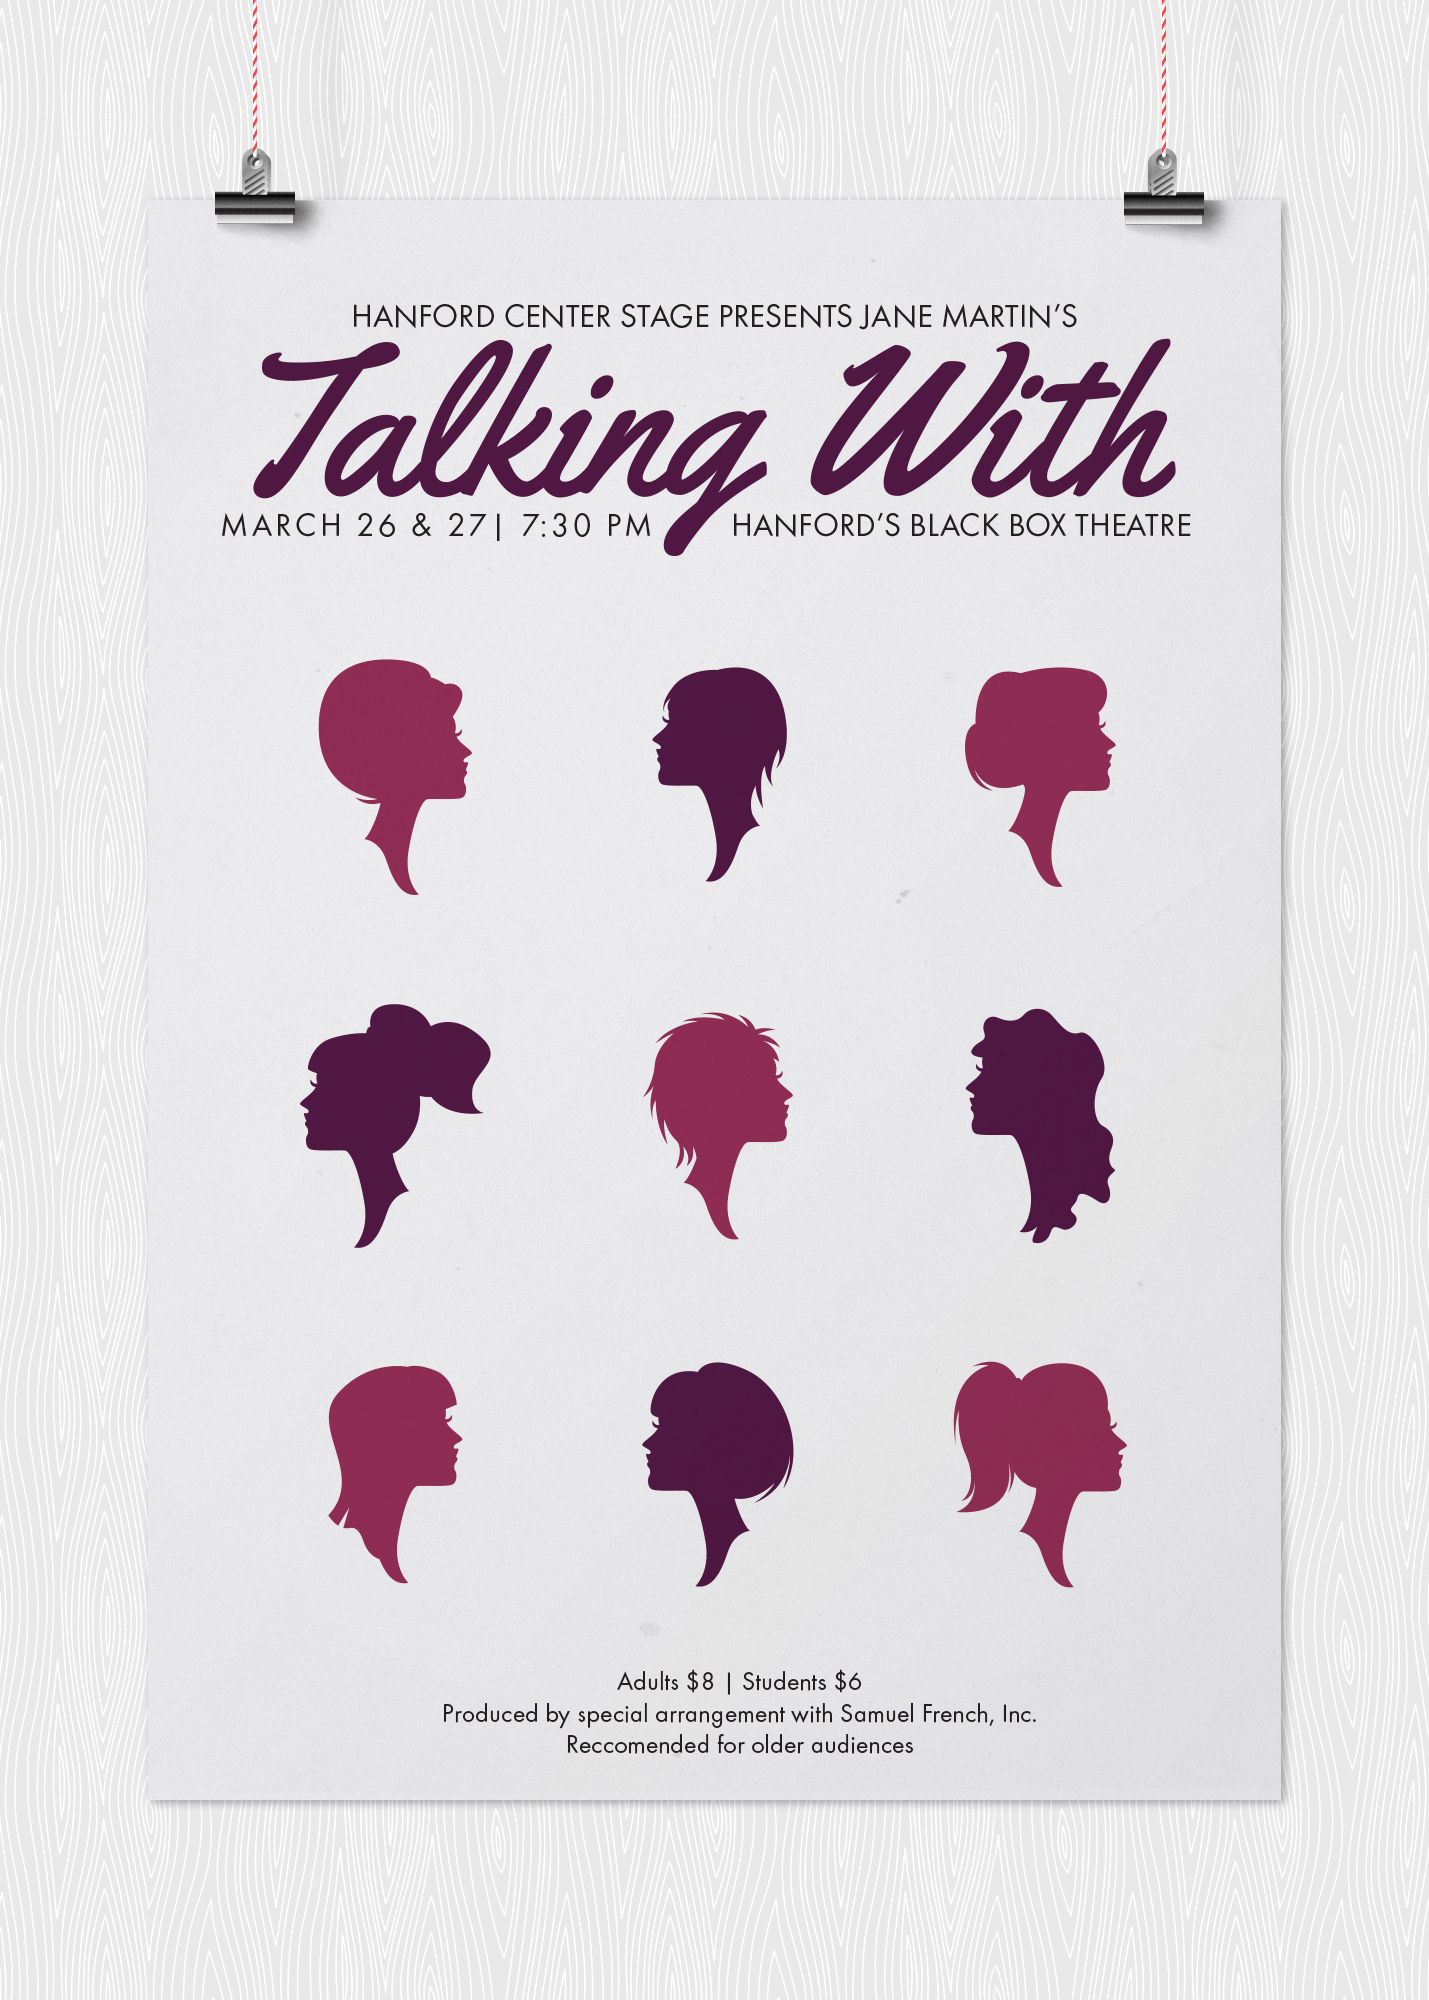 HANFORD CENTER STAGE PRESENTS JANE MARTIN'S
Talking With
MARCH 26 & 27| 7:30 PM HANFORD'S BLACK BOX THEATRE
Adults $8 | Students $6
Produced by special arrangement with Samuel French, Inc.
Reccomended for older audiences